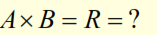 A × B = R = ?